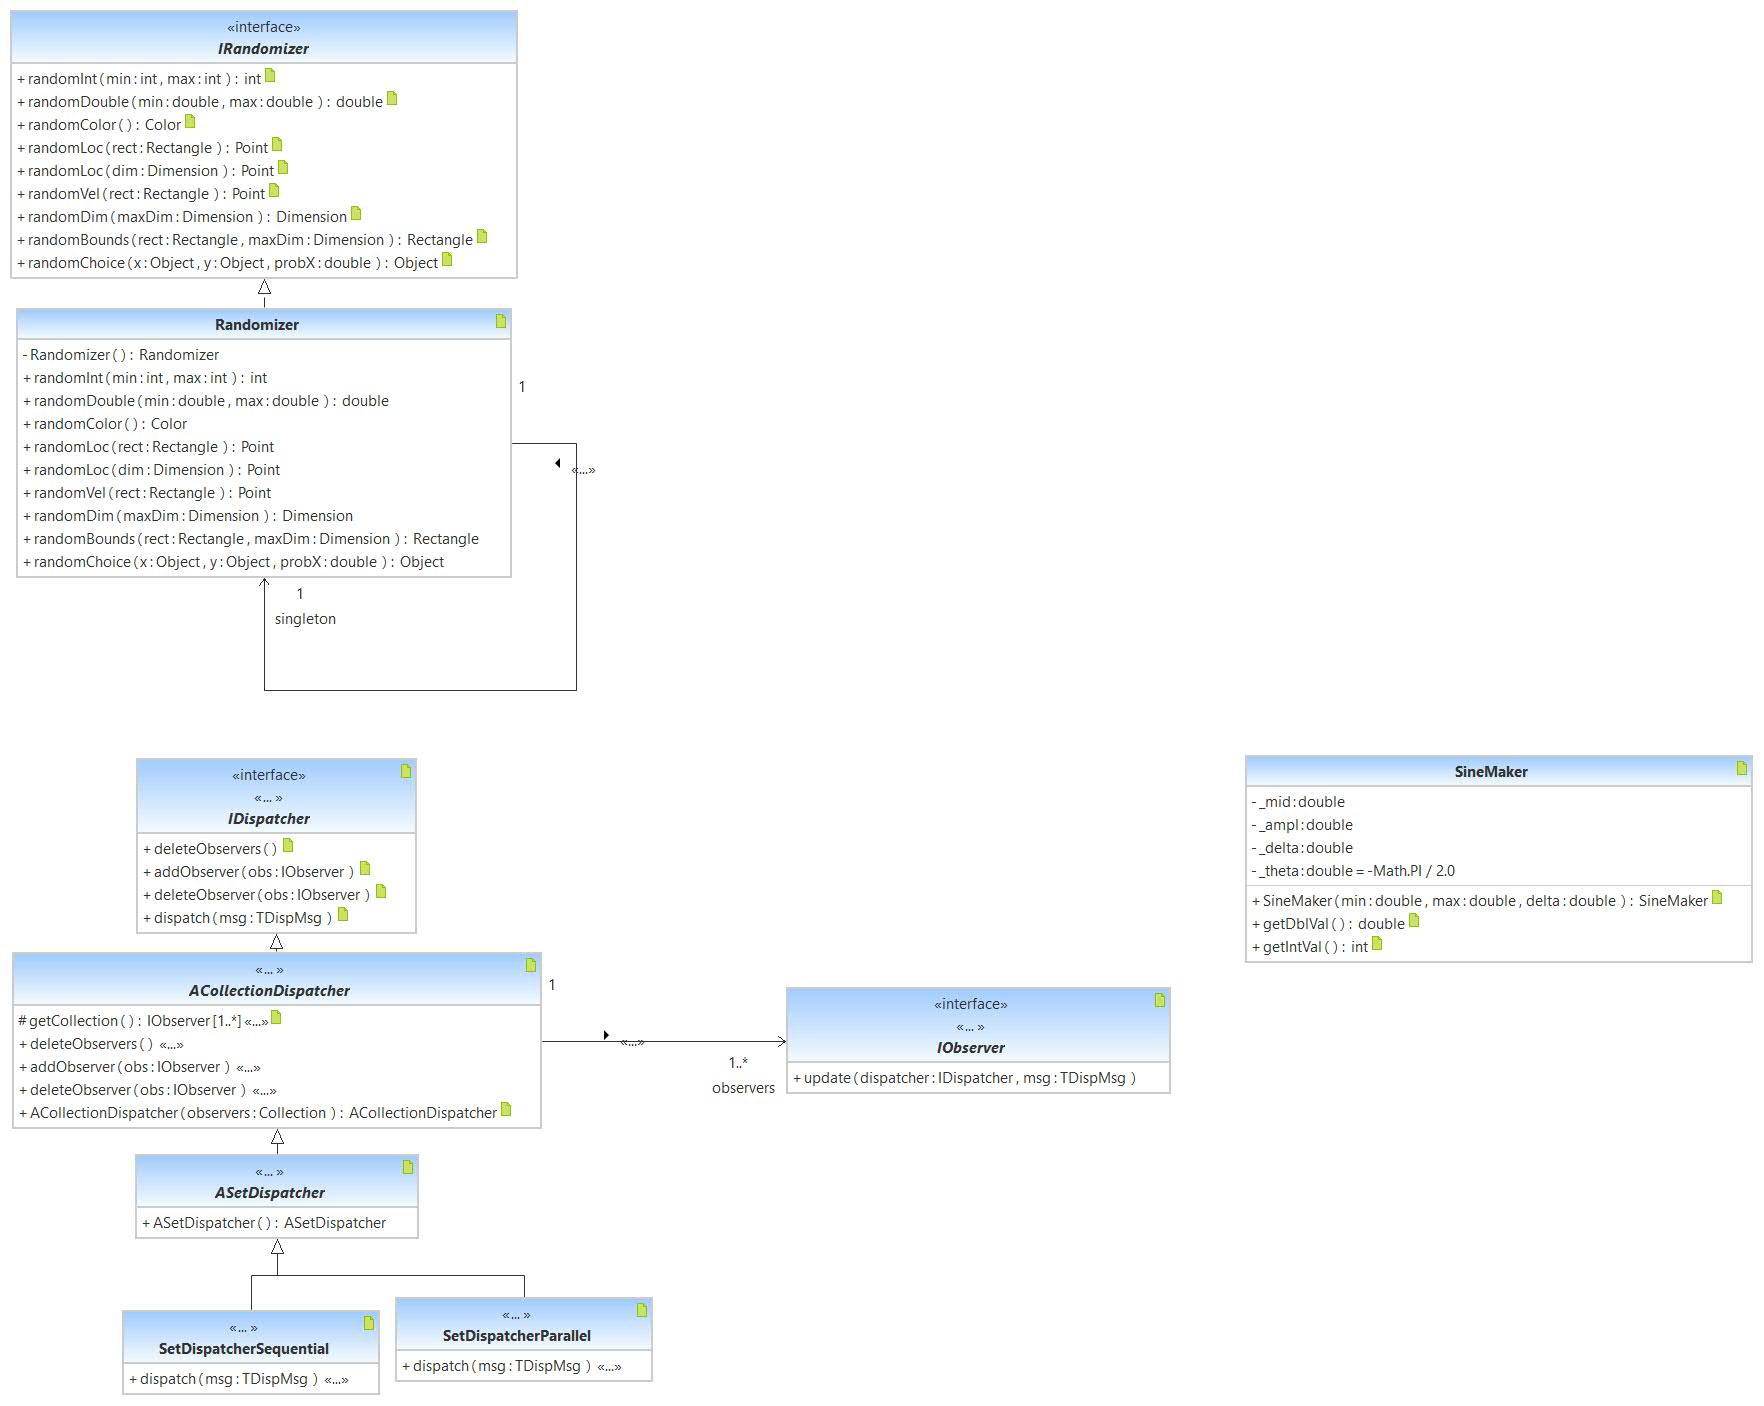 «interface»
IRandomizer
+ randomInt(min:int, max:int): int
+ randomDouble(min:double, max:double): double
+ randomColor(): Color
+ randomLoc(rect:Rectangle): Point
+ randomLoc(dim:Dimension): Point
+ randomVel(rect:Rectangle): Point
+ randomDim(maxDim:Dimension): Dimension
+ randomBounds(rect:Rectangle, maxDim:Dimension): Rectangle
+ randomChoice(x:Object, y:Object, probX:double): Object
Randomizer
- Randomizer(): Randomizer
+ randomInt(min:int, max:int): int
+ randomDouble(min:double, max:double): double
+ randomColor(): Color
+ randomLoc(rect:Rectangle): Point
+ randomLoc(dim:Dimension): Point
+ randomVel(rect:Rectangle): Point
+ randomDim(maxDim:Dimension): Dimension
+ randomBounds(rect:Rectangle, maxDim:Dimension): Rectangle
+ randomChoice(x:Object, y:Object, probX:double): Object
1
«...»
1
singleton
«interface»
«... »
IDispatcher
+ deleteObservers()
+ addObserver(obs:IObserver)
+ deleteObserver(obs:IObserver)
+ dispatch(msg:TDispMsg)
SineMaker
- _mid:double
- _ampl:double
- _delta:double
- _theta:double = -Math.PI / 2.0
+ SineMaker(min:double, max:double, delta:double): SineMaker
+ getDblVal(): double
+ getIntVal(): int
«... »
ACollectionDispatcher
# getCollection(): IObserver[1..*] «...»
+ deleteObservers() «...»
+ addObserver(obs:IObserver) «...»
+ deleteObserver(obs:IObserver) «...»
+ ACollectionDispatcher(observers:Collection): ACollectionDispatcher
1
«...»
1..*
observers
«interface»
«... »
IObserver
+ update(dispatcher:IDispatcher, msg:TDispMsg)
«... »
ASetDispatcher
+ ASetDispatcher(): ASetDispatcher
«... »
SetDispatcherSequential
+ dispatch(msg:TDispMsg) «...»
«... »
SetDispatcherParallel
+ dispatch(msg:TDispMsg) «...»